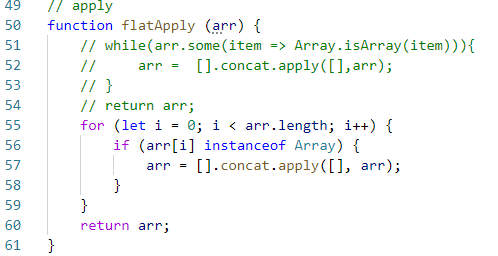 49 // apply
50 function flatApply (arr) {
51     // while(arr.some(item => Array.isArray(item))){
52     //     arr =  [].concat.apply([],arr);
53     // }
54     // return arr;
55     for (let i = 0; i < arr.length; i++) {
56         if (arr[i] instanceof Array) {
57             arr = [].concat.apply([], arr);
58         }
59     }
60     return arr;
61 }